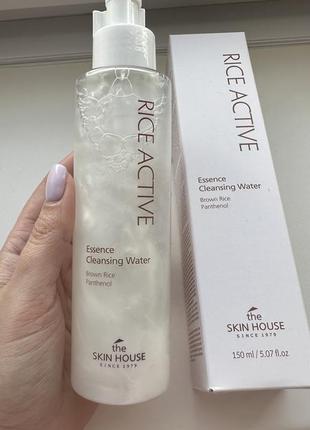 RICE ACTIVE
Essence
Cleansing Water
Brown Rice
Panthenol
the
SKIN HOUSE
SINCE 1979
RICE ACTIVE
Essence
Cleansing Water
Brown Rice
Panthenol
the
SKIN HOUSE
SINCE 1979
150 ml / 5.07 fl.oz.